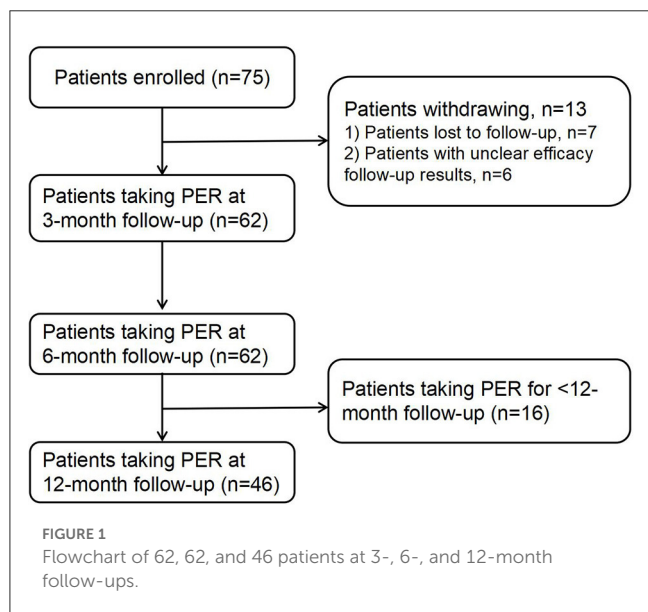 Patients enrolled (n=75)
Patients withdrawing, n=13
1) Patients lost to follow-up, n=7
2) Patients with unclear efficacy
follow-up results, n=6
Patients taking PER at
3-month follow-up (n=62)
Patients taking PER at
6-month follow-up (n=62)
Patients taking PER for <12-
month follow-up (n=16)
Patients taking PER at
12-month follow-up (n=46)
FIGURE 1
Flowchart of 62, 62, and 46 patients at 3-, 6-, and 12-month
follow-ups.